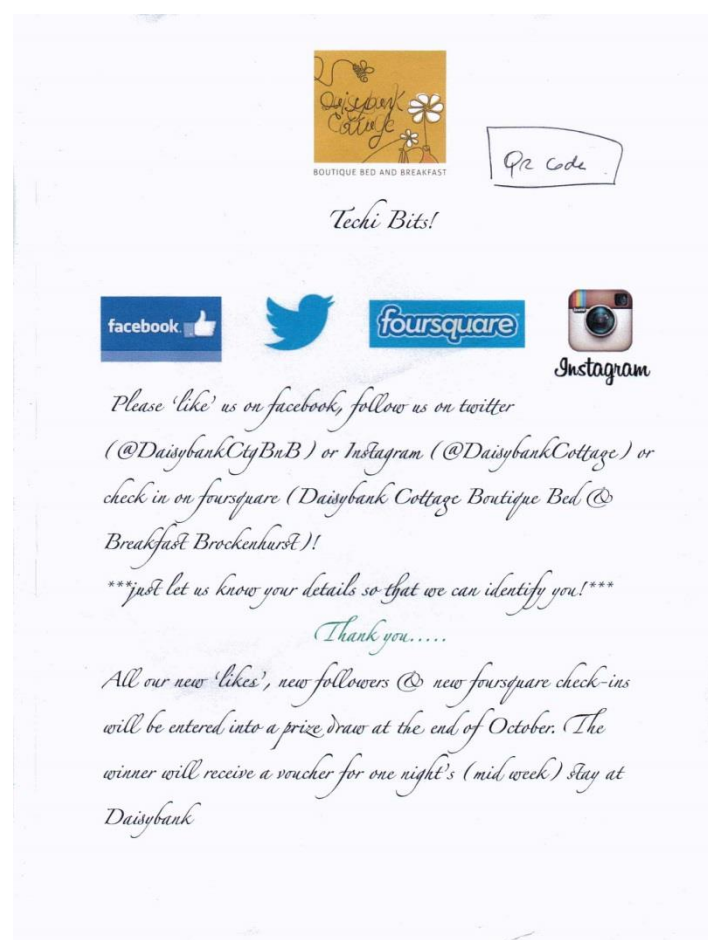 Daisybank
Cottage
BOUTIQUE BED AND BREAKFAST
QR code
Techi Bits!
facebook
foursquare
Instagram
Please 'like' us on facebook, follow us on twitter
(@DaisybankCtgBnB) or Instagram (@DaisybankCottage) or
check in on foursquare (Daisybank Cottage Boutique Bed &
Breakfast Brockenhurst)!
***just let us know your details so that we can identify you!***
Thank you.....
All our new 'likes', new followers & new foursquare check-ins
will be entered into a prize draw at the end of October. The
winner will receive a voucher for one night's (mid week) stay at
Daisybank